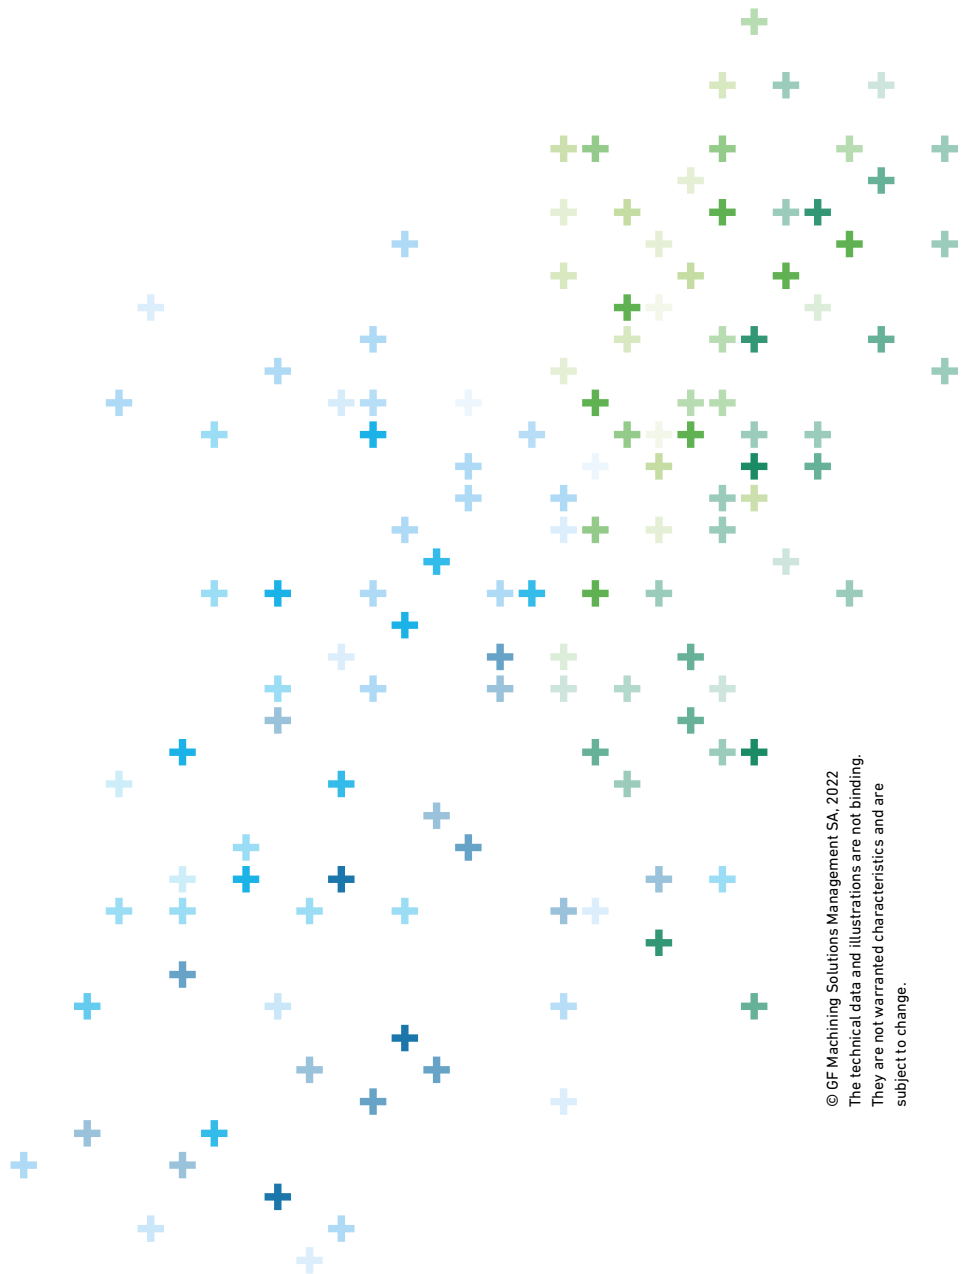 © GF Machining Solutions Management SA, 2022
The technical data and illustrations are not binding.
They are not warranted characteristics and are
subject to change.